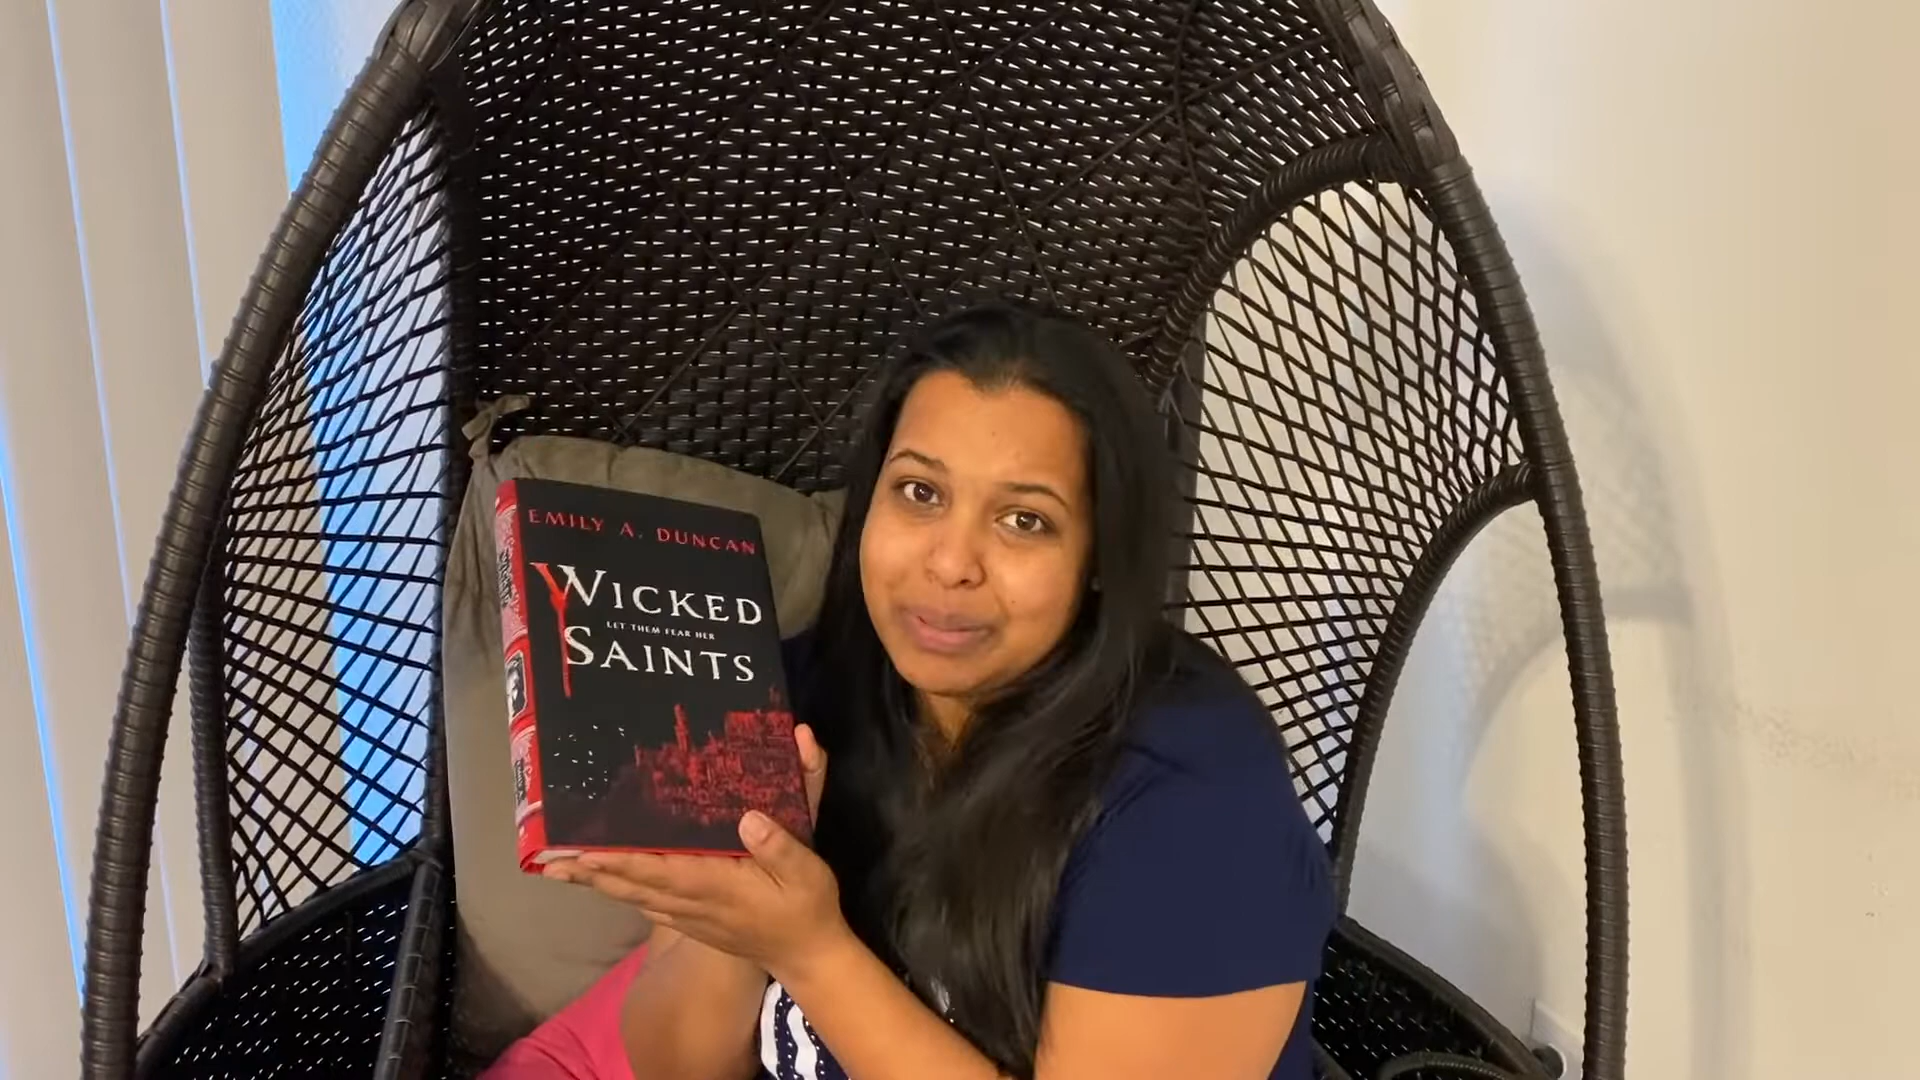 EMILY A. DUNCAN
WICKED
LET THEM FEAR HER
SAINTS